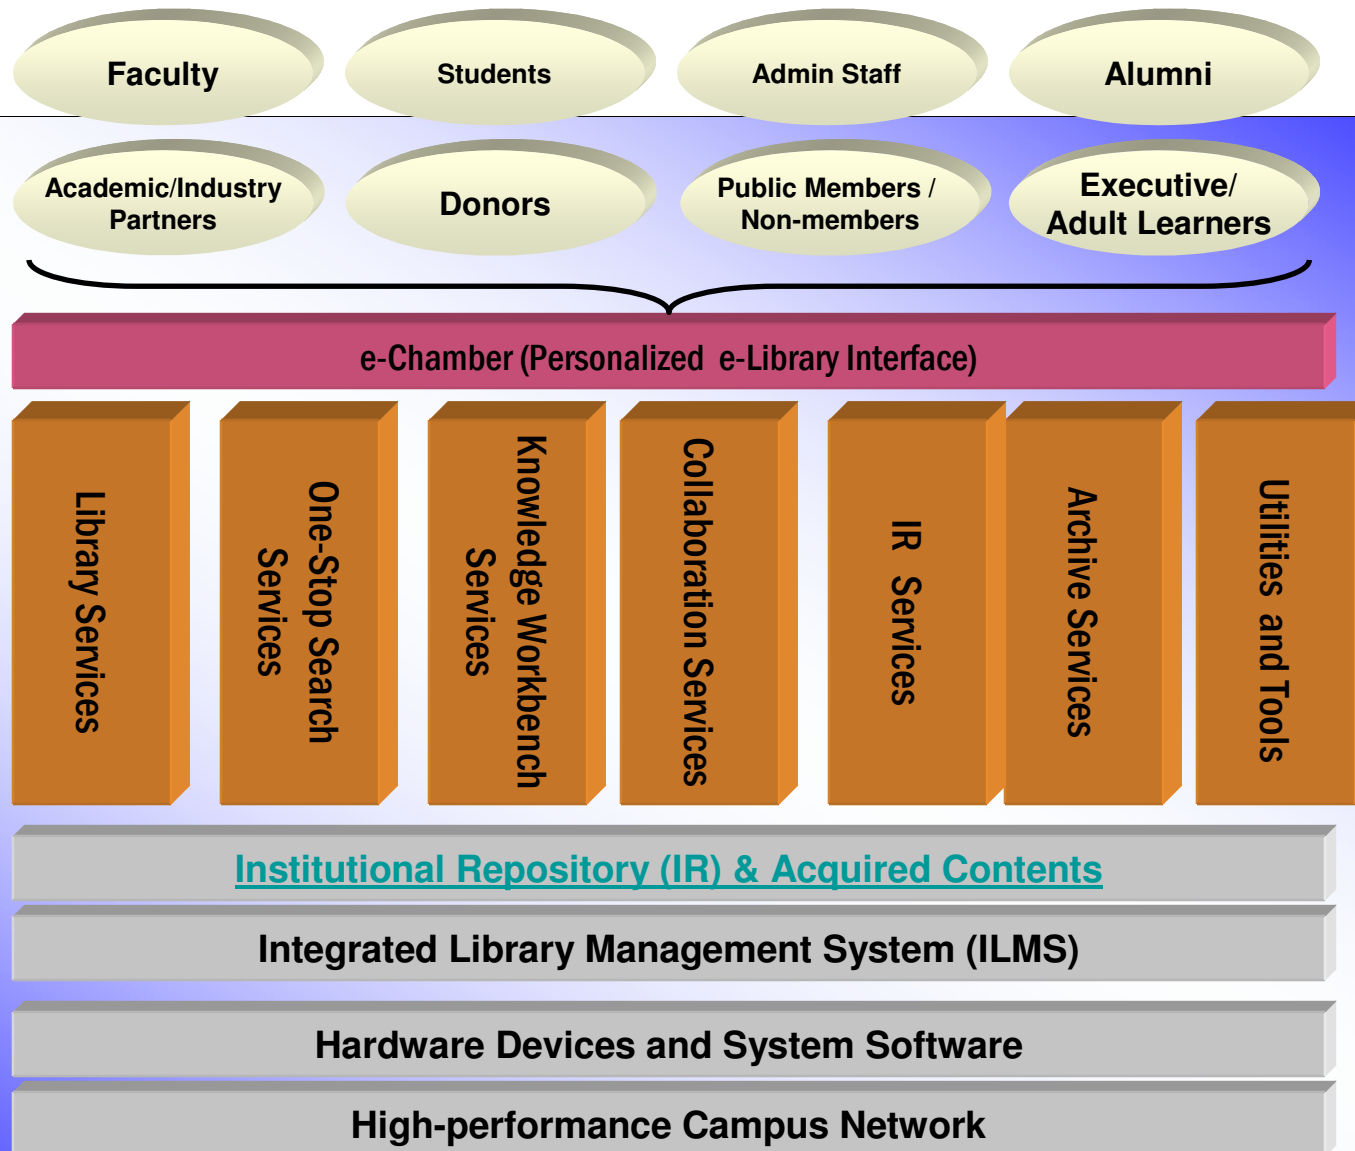 Faculty
Students
Admin Staff
Alumni
Academic/Industry
Partners
Donors
Public Members /
Non-members
Executive/
Adult Learners
e-Chamber (Personalized e-Library Interface)
Library Services
One-Stop Search
Services
Knowledge Workbench
Services
Collaboration Services
IR Services
Archive Services
Utilities and Tools
Institutional Repository (IR) & Acquired Contents
Integrated Library Management System (ILMS)
Hardware Devices and System Software
High-performance Campus Network